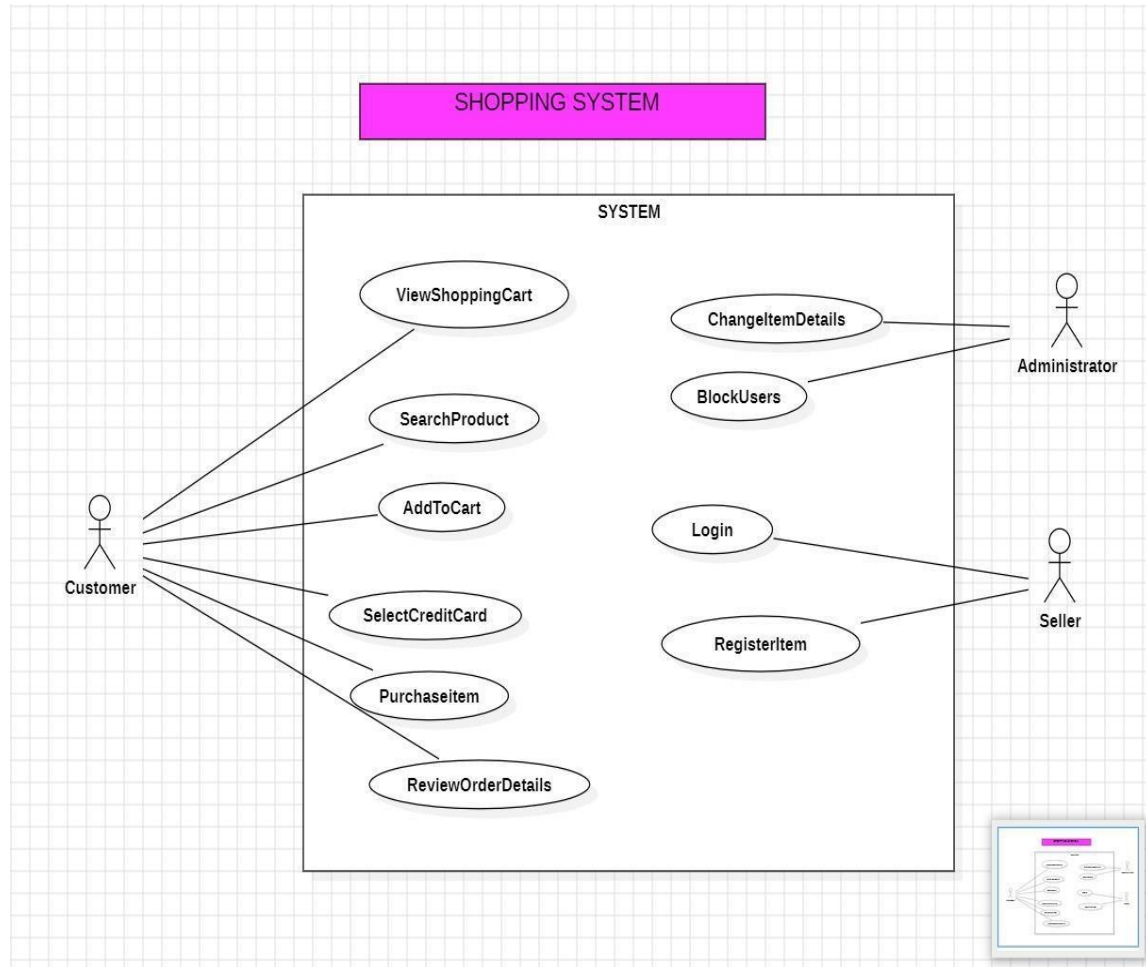 SHOPPING SYSTEM
SYSTEM
ViewShoppingCart
SearchProduct
AddToCart
SelectCreditCard
Purchaseitem
ReviewOrderDetails
ChangeItemDetails
BlockUsers
Login
RegisterItem
Customer
Administrator
Seller